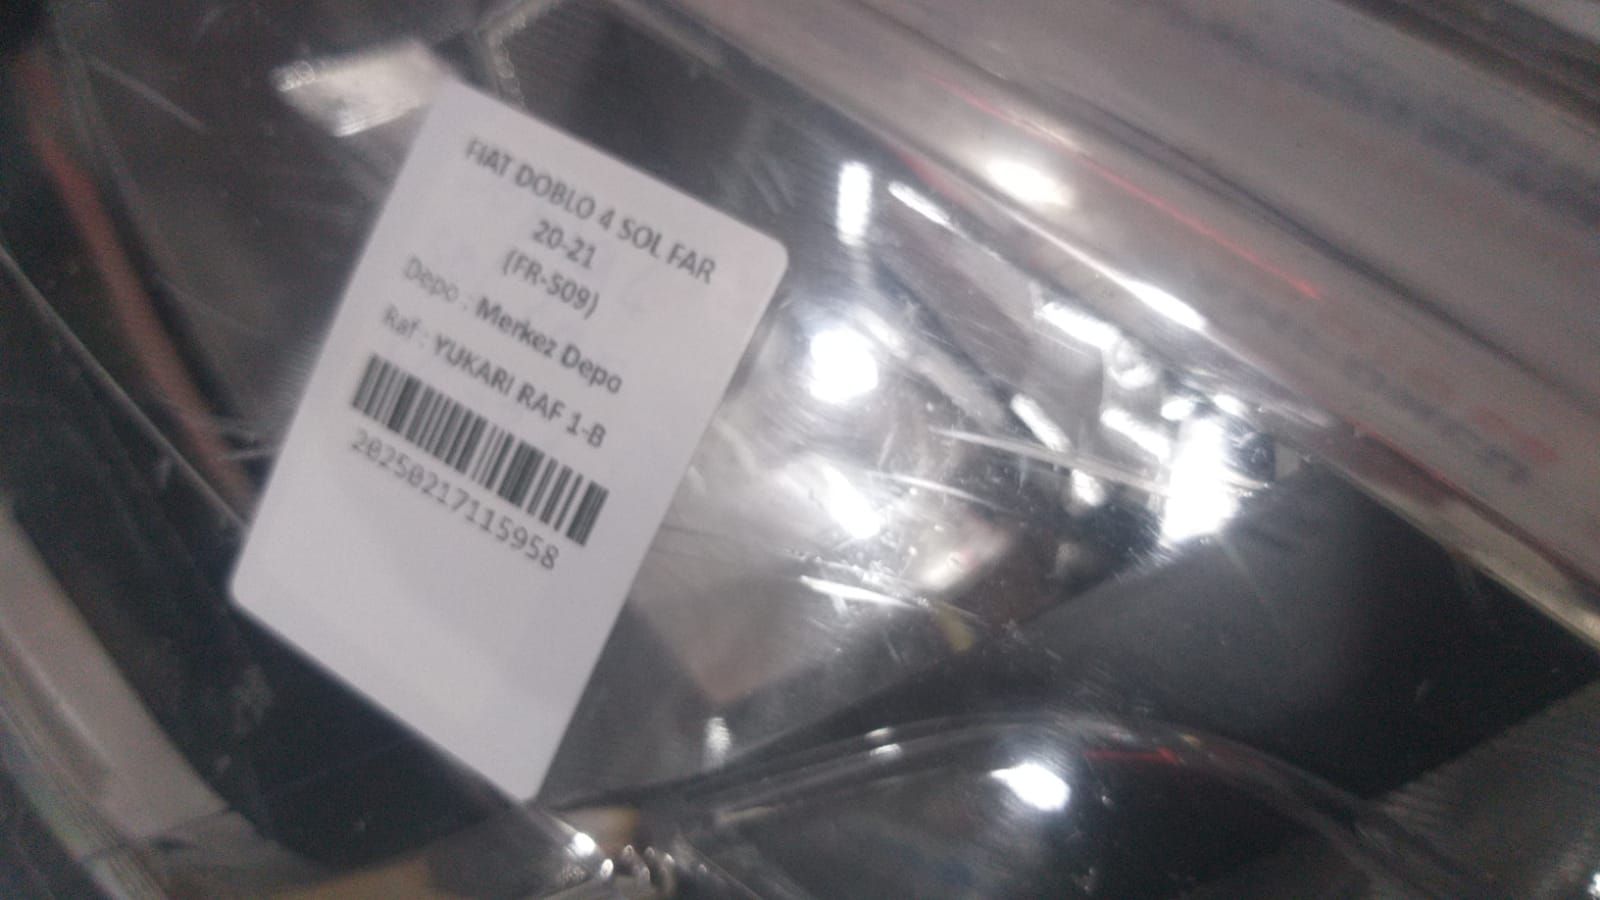 FIAT DOBLO 4 SOL FAR
20-21
(FR-509)
Depo : Merkez Depo
Raf : YUKARI RAF 1-B
20250217115958